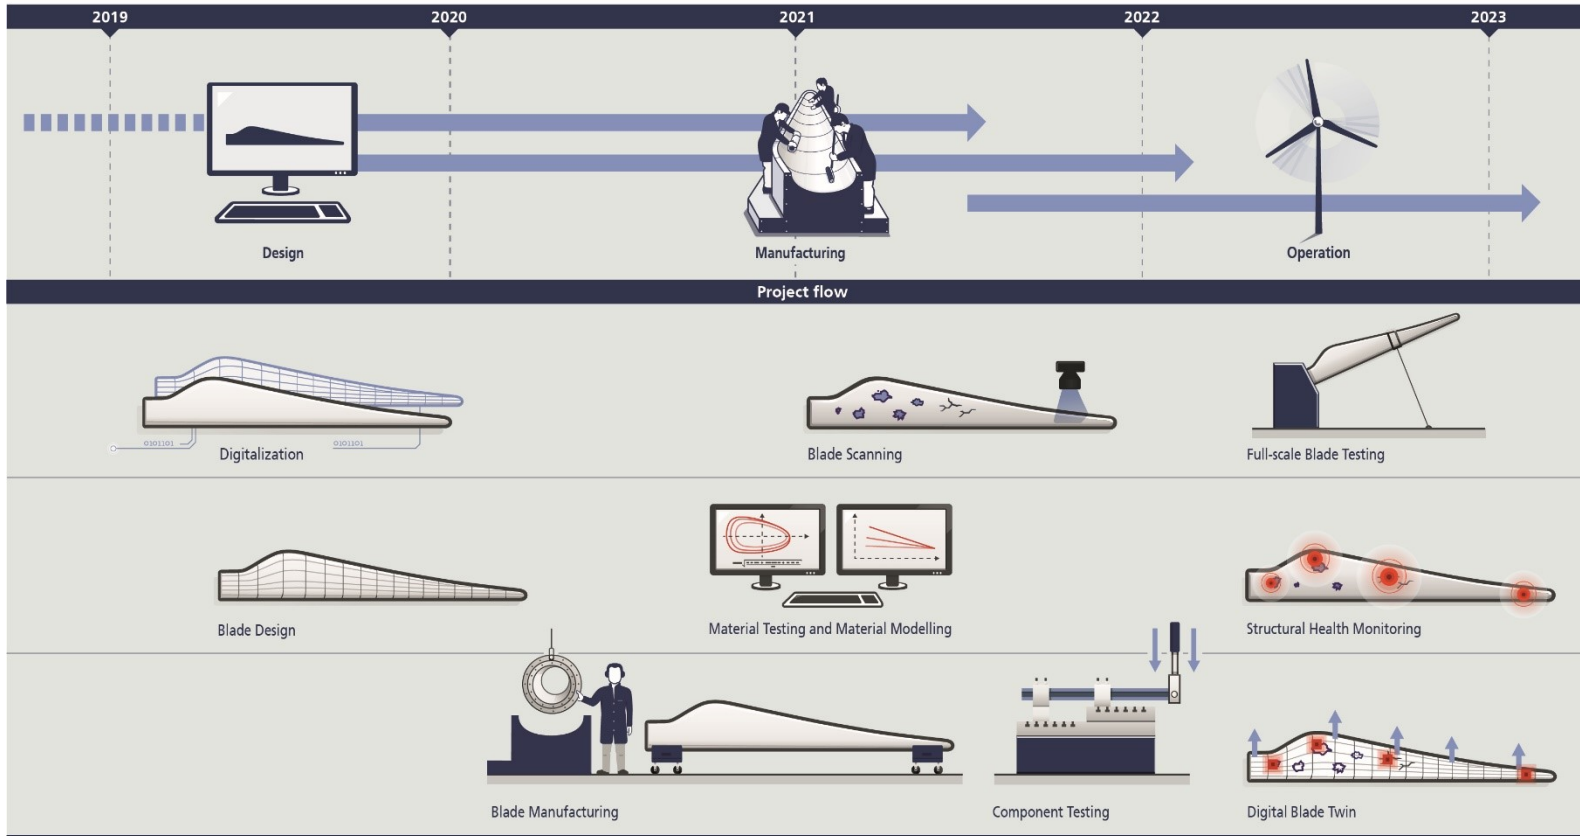 2019
2020
2021
2022
2023
Design
Manufacturing
Operation
Project flow
0101101
0101101
Digitalization
Blade Scanning
Full-scale Blade Testing
Blade Design
Material Testing and Material Modelling
Structural Health Monitoring
Blade Manufacturing
Component Testing
Digital Blade Twin